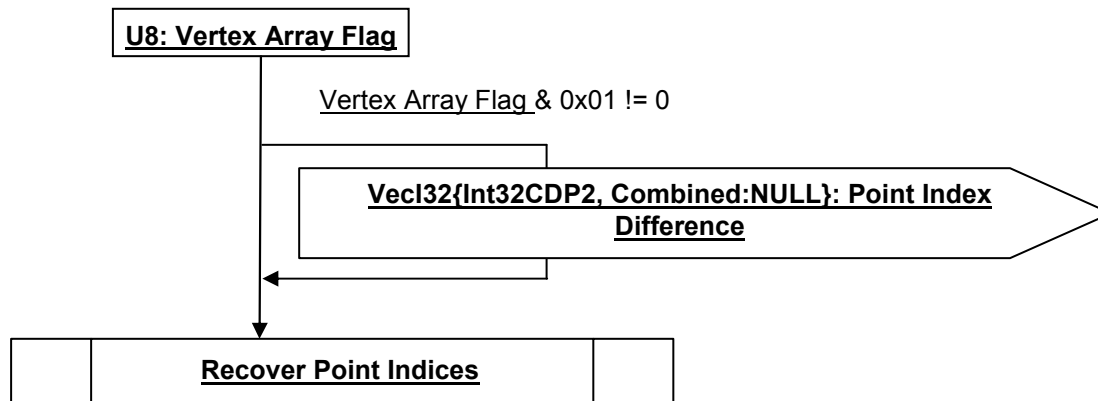 U8: Vertex Array Flag
Vertex Array Flag & 0x01 != 0
VecI32{Int32CDP2, Combined:NULL}: Point Index
Difference
Recover Point Indices